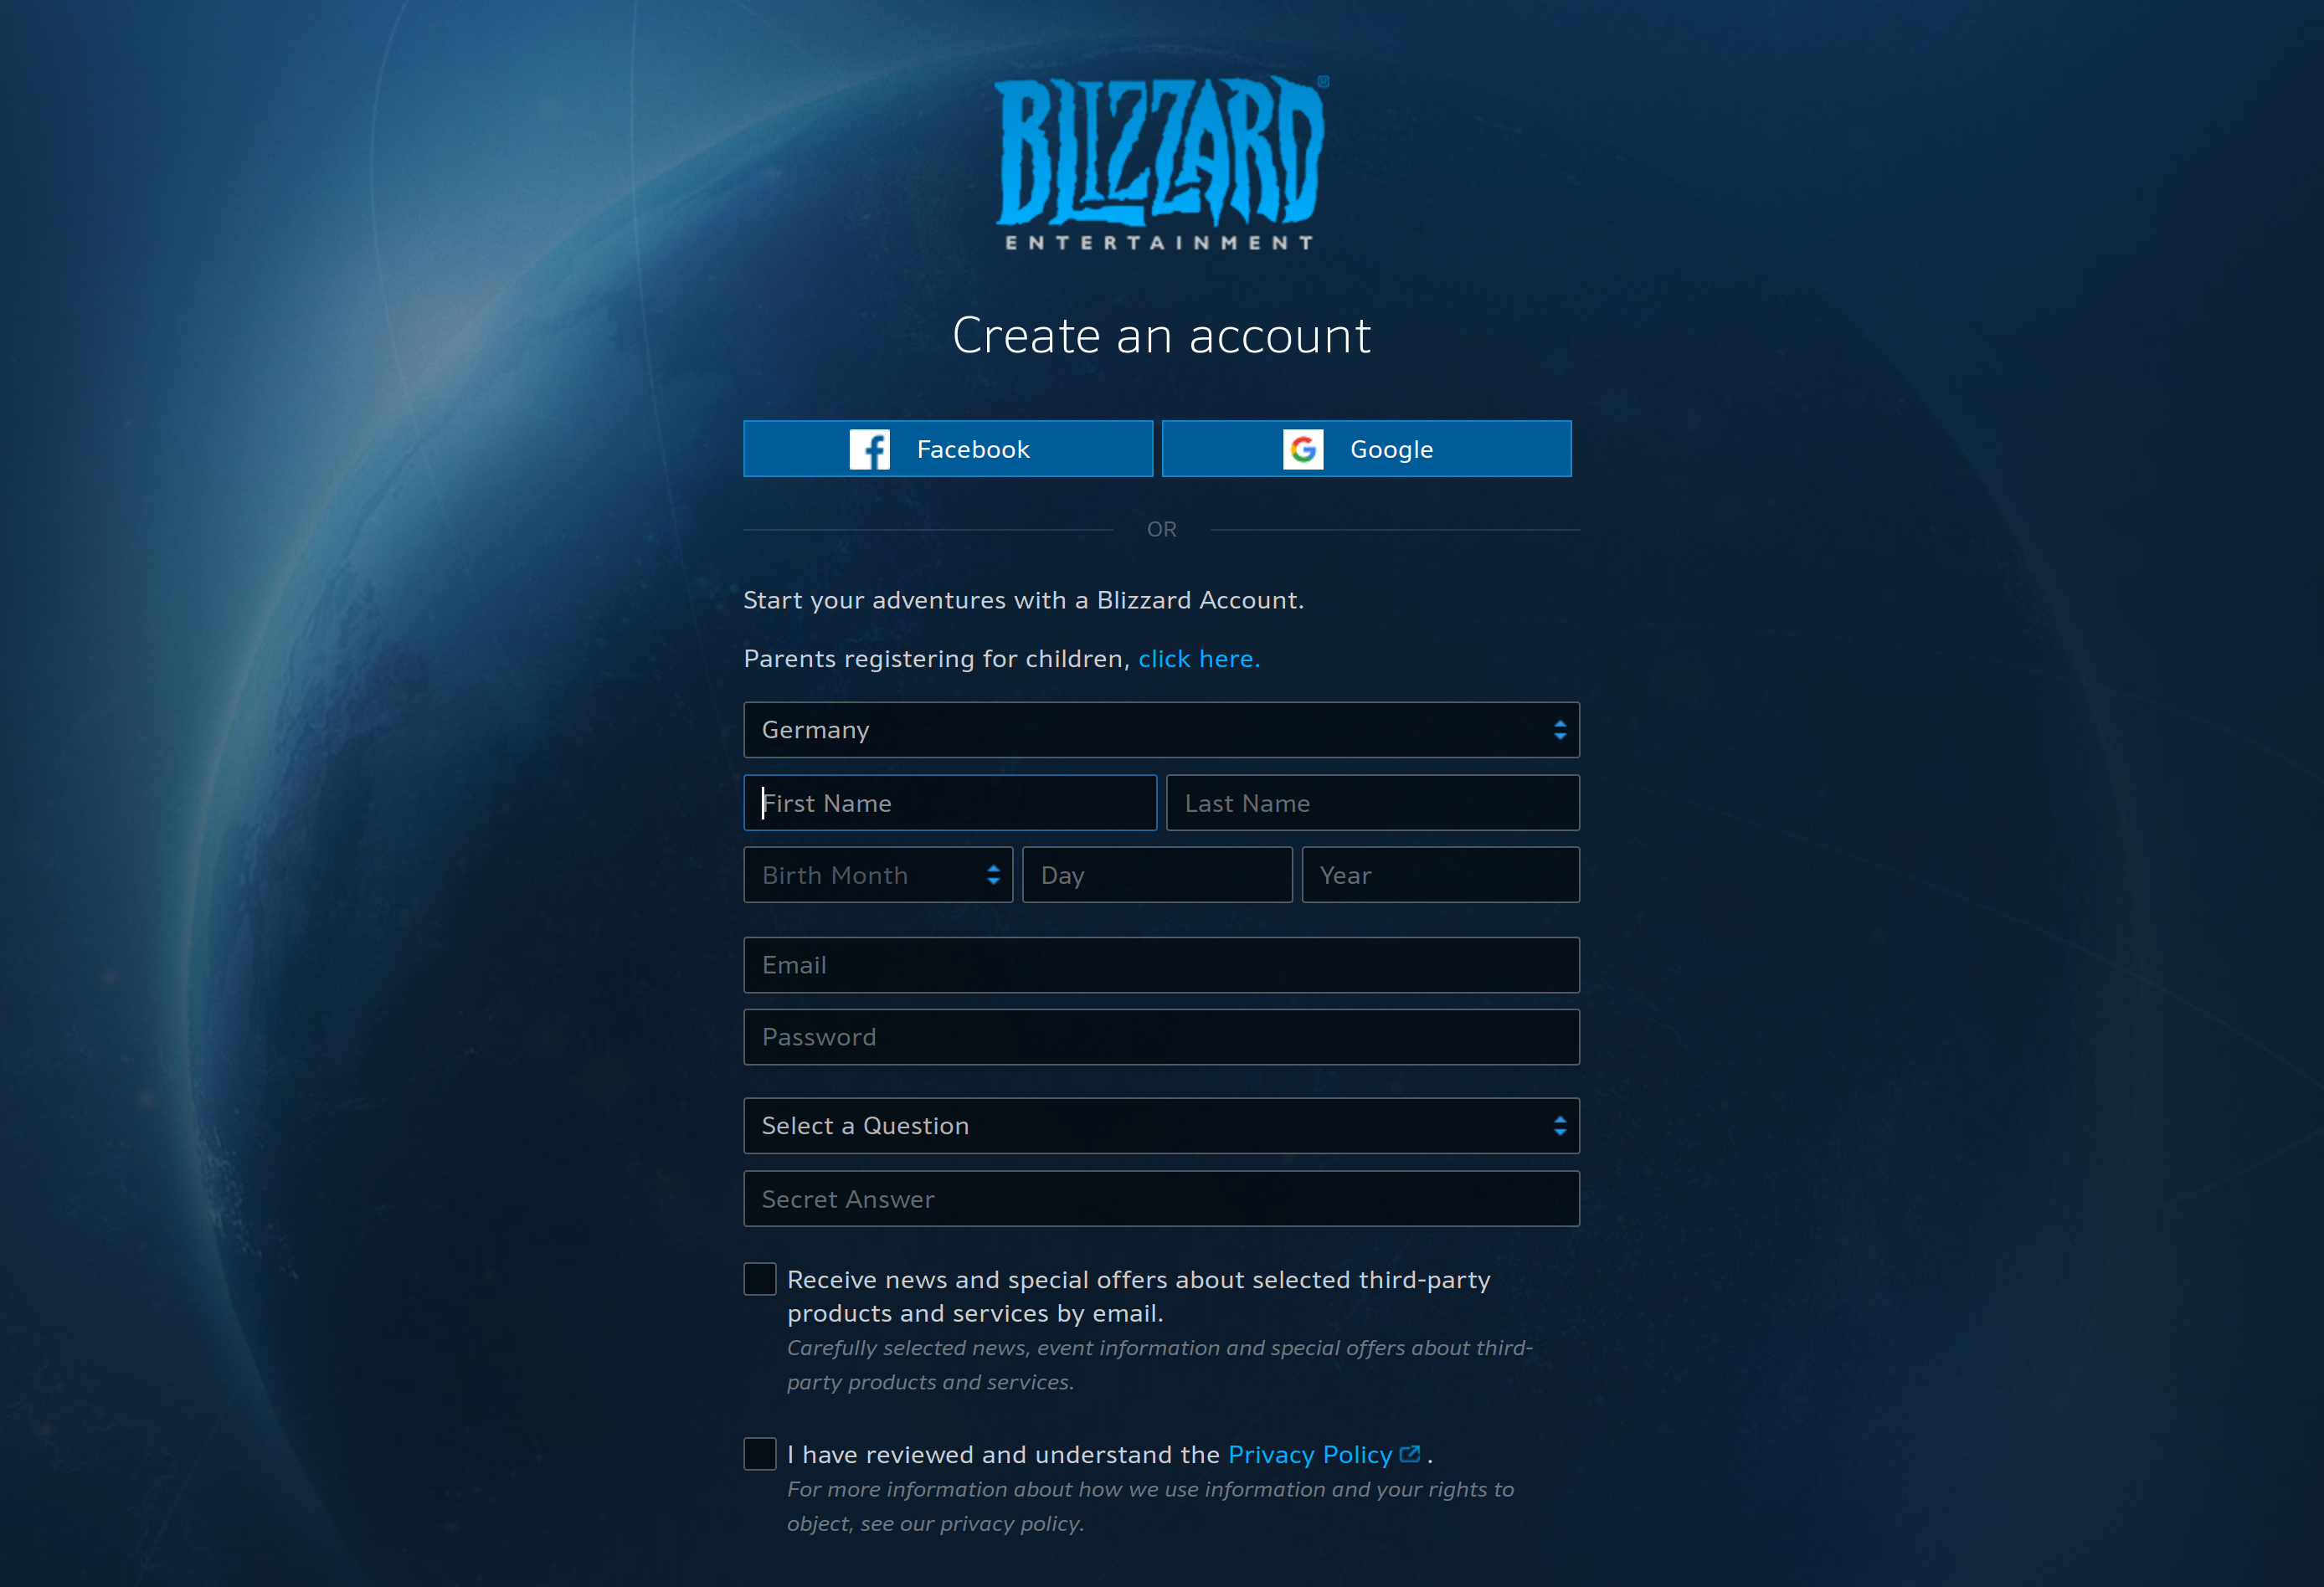 BLIZZARD®
ENTERTAINMENT
Create an account
Facebook
Google
OR
Start your adventures with a Blizzard Account.
Parents registering for children, click here.
Germany
First Name
Last Name
Birth Month
Day
Year
Email
Password
Select a Question
Secret Answer
Receive news and special offers about selected third-party
products and services by email.
Carefully selected news, event information and special offers about third-
party products and services.
I have reviewed and understand the Privacy Policy .
For more information about how we use information and your rights to
object, see our privacy policy.